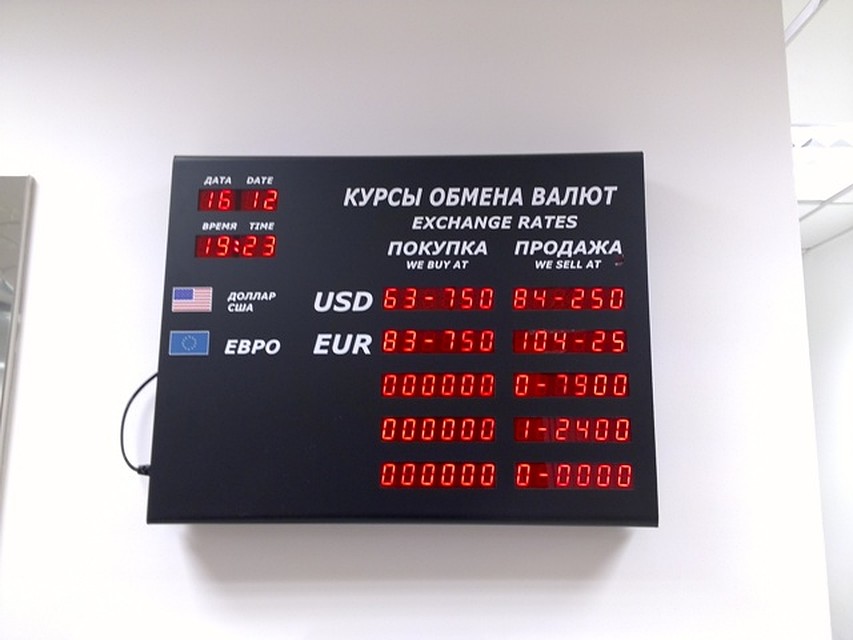 ДАТА DATE
16 12
ВРЕМЯ TIME
19:23
КУРСЫ ОБМЕНА ВАЛЮТ
EXCHANGE RATES
ПОКУПКА ПРОДАЖА
WE BUY AT WE SELL AT
ДОЛЛАР
США
USD 63-750 84-250
ЕВРО EUR 83-750 104-25
000000 0-7900
000000 1-2400
000000 0-0000